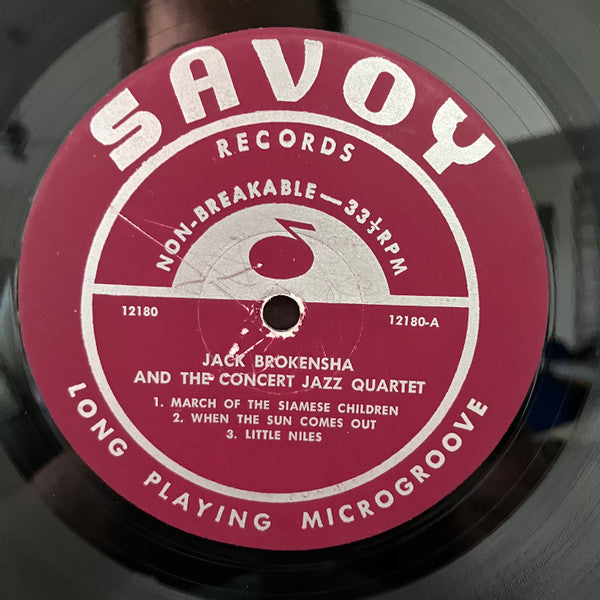 SAVOY
RECORDS
NON-BREAKABLE — 33⅓ RPM
12180
12180-A
JACK BROKENSHA
AND THE CONCERT JAZZ QUARTET
1. MARCH OF THE SIAMESE CHILDREN
2. WHEN THE SUN COMES OUT
3. LITTLE NILES
LONG PLAYING MICROGROOVE